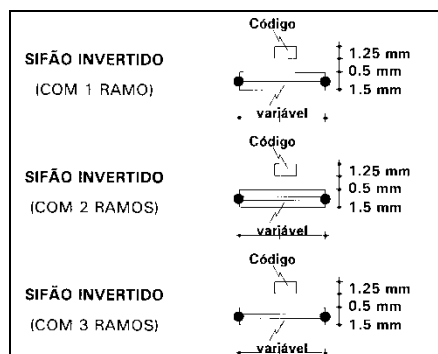 Código
SIFÃO INVERTIDO
(COM 1 RAMO)
1.25 mm
0.5 mm
1.5 mm
variável
Código
SIFÃO INVERTIDO
(COM 2 RAMOS)
1.25 mm
0.5 mm
1.5 mm
variável
Código
SIFÃO INVERTIDO
(COM 3 RAMOS)
1.25 mm
0.5 mm
1.5 mm
variável